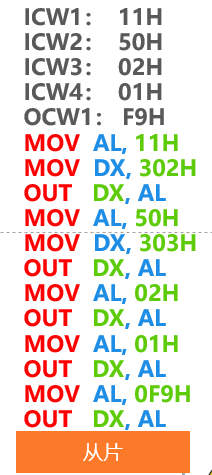 ICW1： 11H
ICW2： 50H
ICW3： 02H
ICW4： 01H
OCW1： F9H
MOV AL, 11H
MOV DX, 302H
OUT DX, AL
MOV AL, 50H
MOV DX, 303H
OUT DX, AL
MOV AL, 02H
OUT DX, AL
MOV AL, 01H
OUT DX, AL
MOV AL, 0F9H
OUT DX, AL
从片